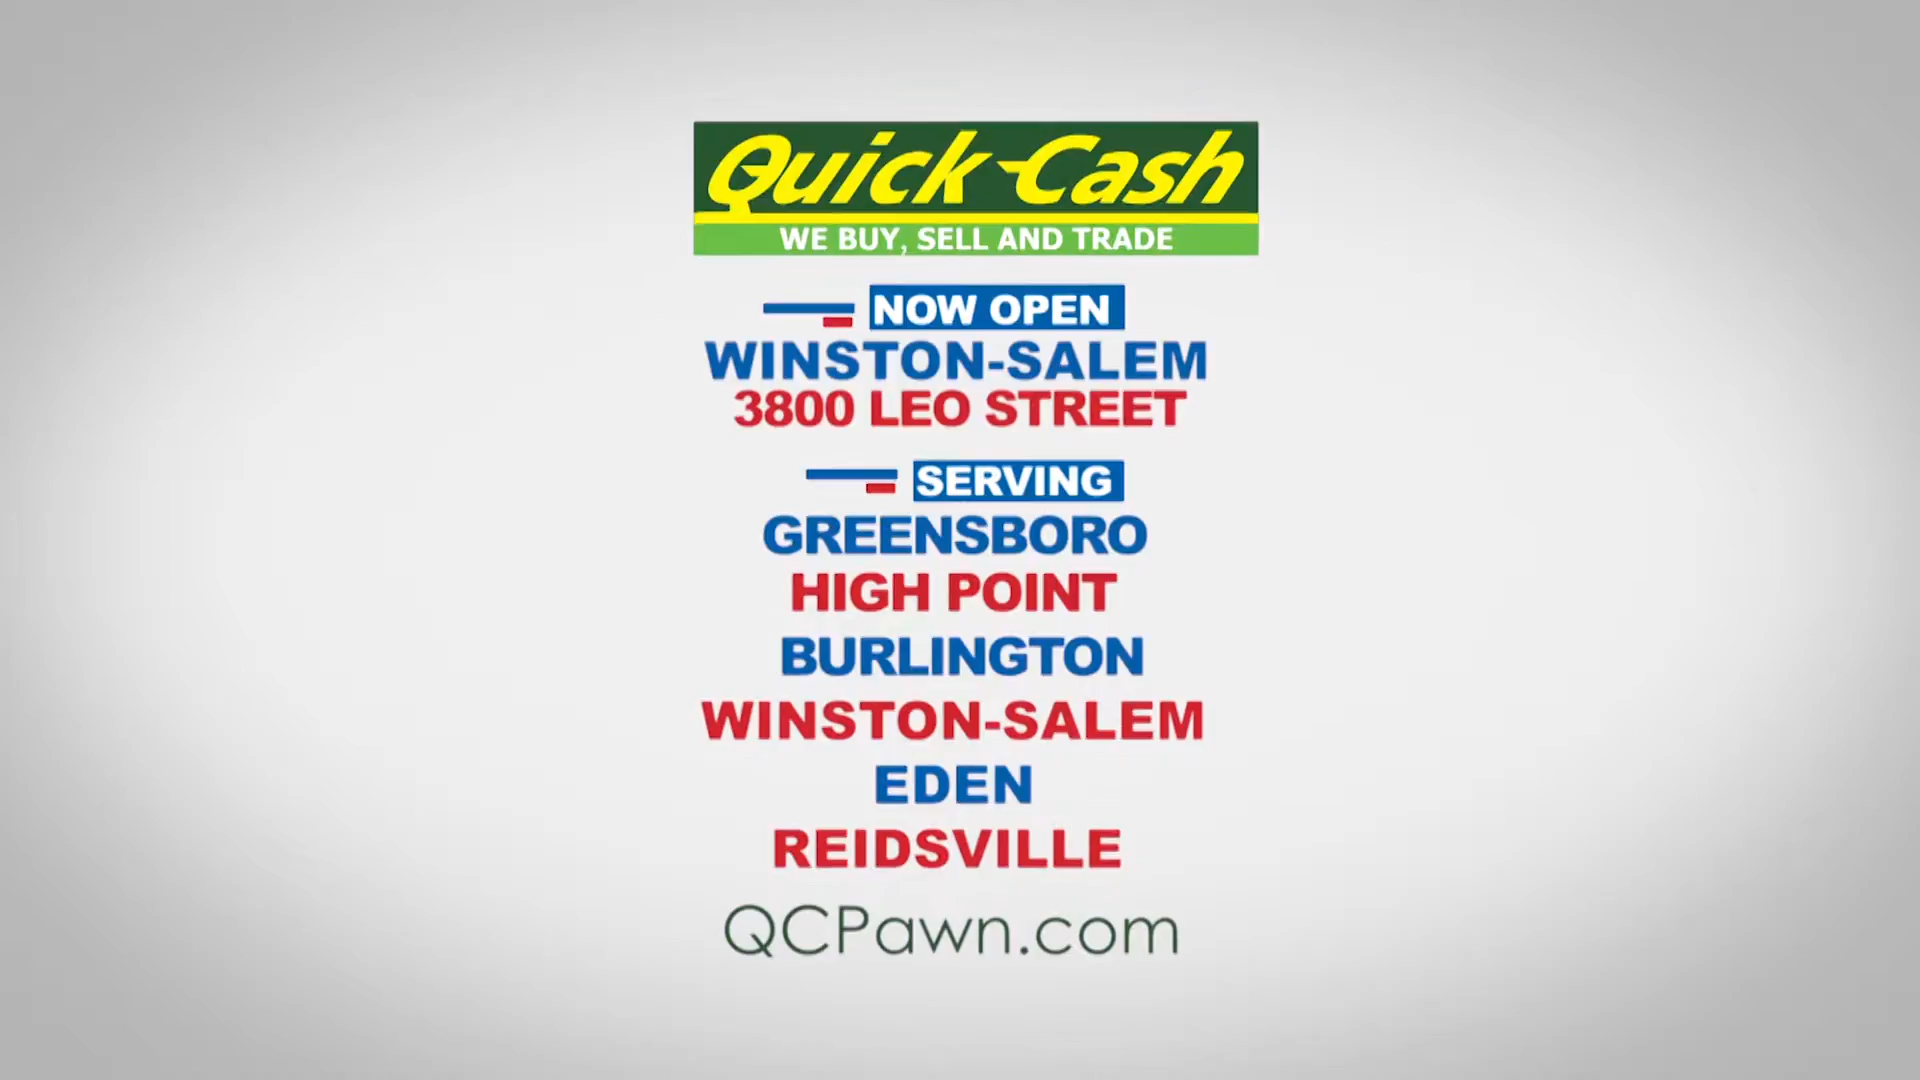 Quick Cash
WE BUY, SELL AND TRADE
NOW OPEN
WINSTON-SALEM
3800 LEO STREET
SERVING
GREENSBORO
HIGH POINT
BURLINGTON
WINSTON-SALEM
EDEN
REIDSVILLE
QCPawn.com